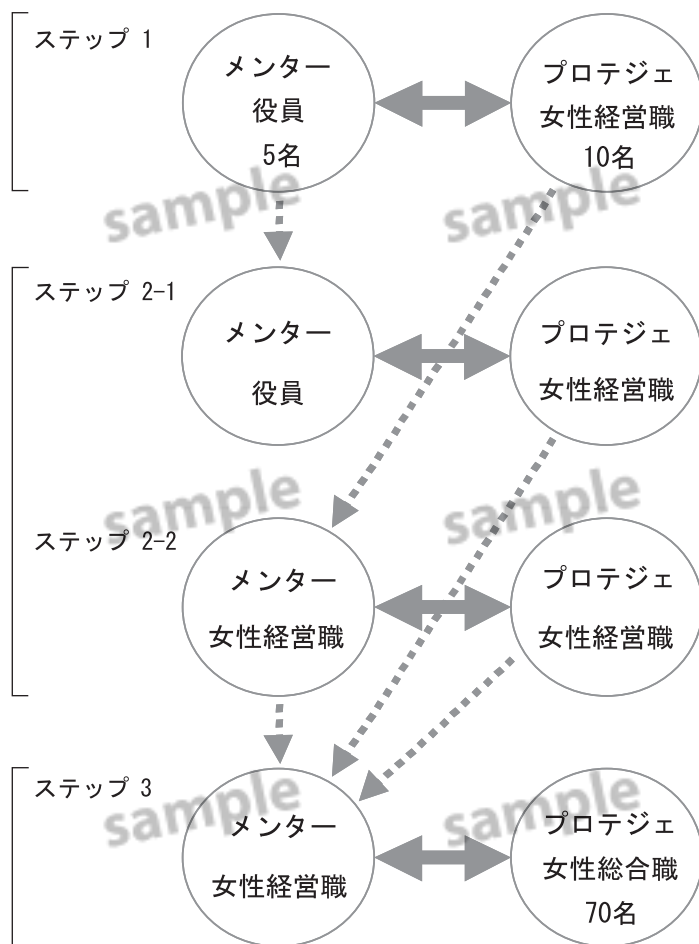 ステップ 1
メンター
役員
5名
プロテジェ
女性経営職
10名
sample
sample
ステップ 2-1
メンター
役員
プロテジェ
女性経営職
sample
sample
ステップ 2-2
メンター
女性経営職
プロテジェ
女性経営職
ステップ 3
sample
sample
メンター
女性経営職
プロテジェ
女性総合職
70名